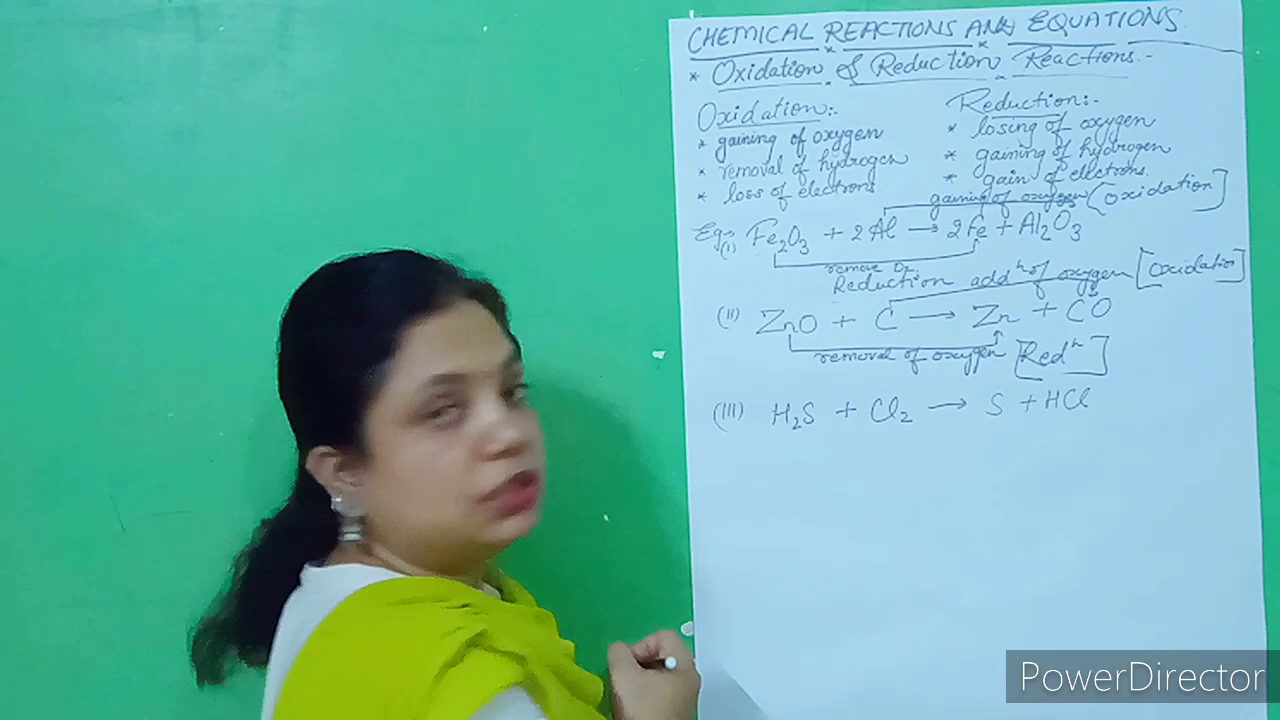 CHEMICAL REACTIONS AND EQUATIONS
* Oxidation & Reduction Reactions:-
Oxidation:-
* gaining of oxygen
* removal of hydrogen
* loss of electrons
Reduction:-
* losing of oxygen
* gaining of hydrogen
* gain of electrons.
gaining of oxygen [Oxidation]
Eg:- (i) Fe₂O₃ + 2Al → 2Fe + Al₂O₃
remove O₂
Reduction
addⁿ of oxygen [Oxidation]
(ii) ZnO + C → Zn + CO
removal of oxygen [Redⁿ]
(iii) H₂S + Cl₂ → S + HCl
PowerDirector